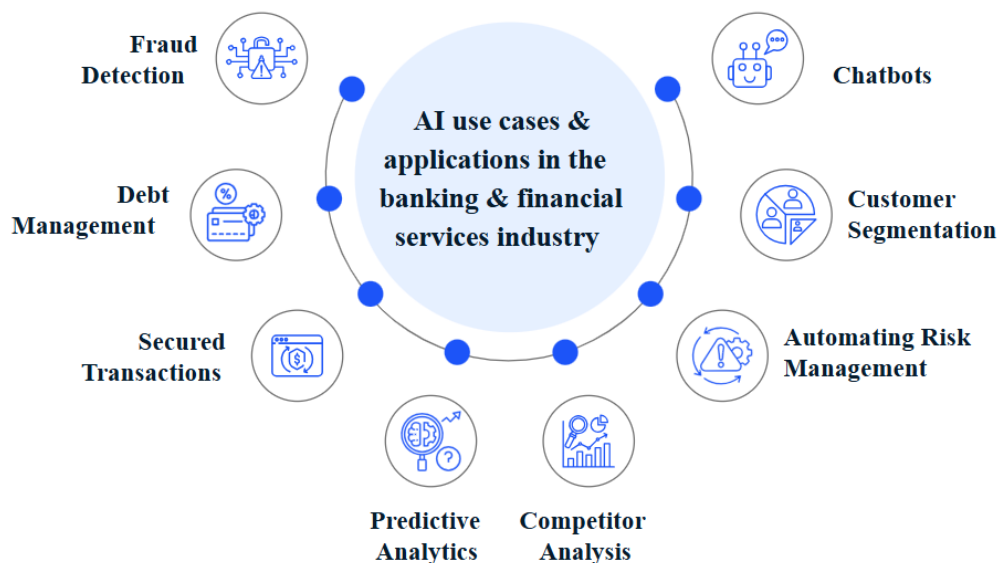 AI use cases &
applications in the
banking & financial
services industry
Fraud
Detection
Debt
Management
Secured
Transactions
Predictive
Analytics
Competitor
Analysis
Automating Risk
Management
Customer
Segmentation
Chatbots